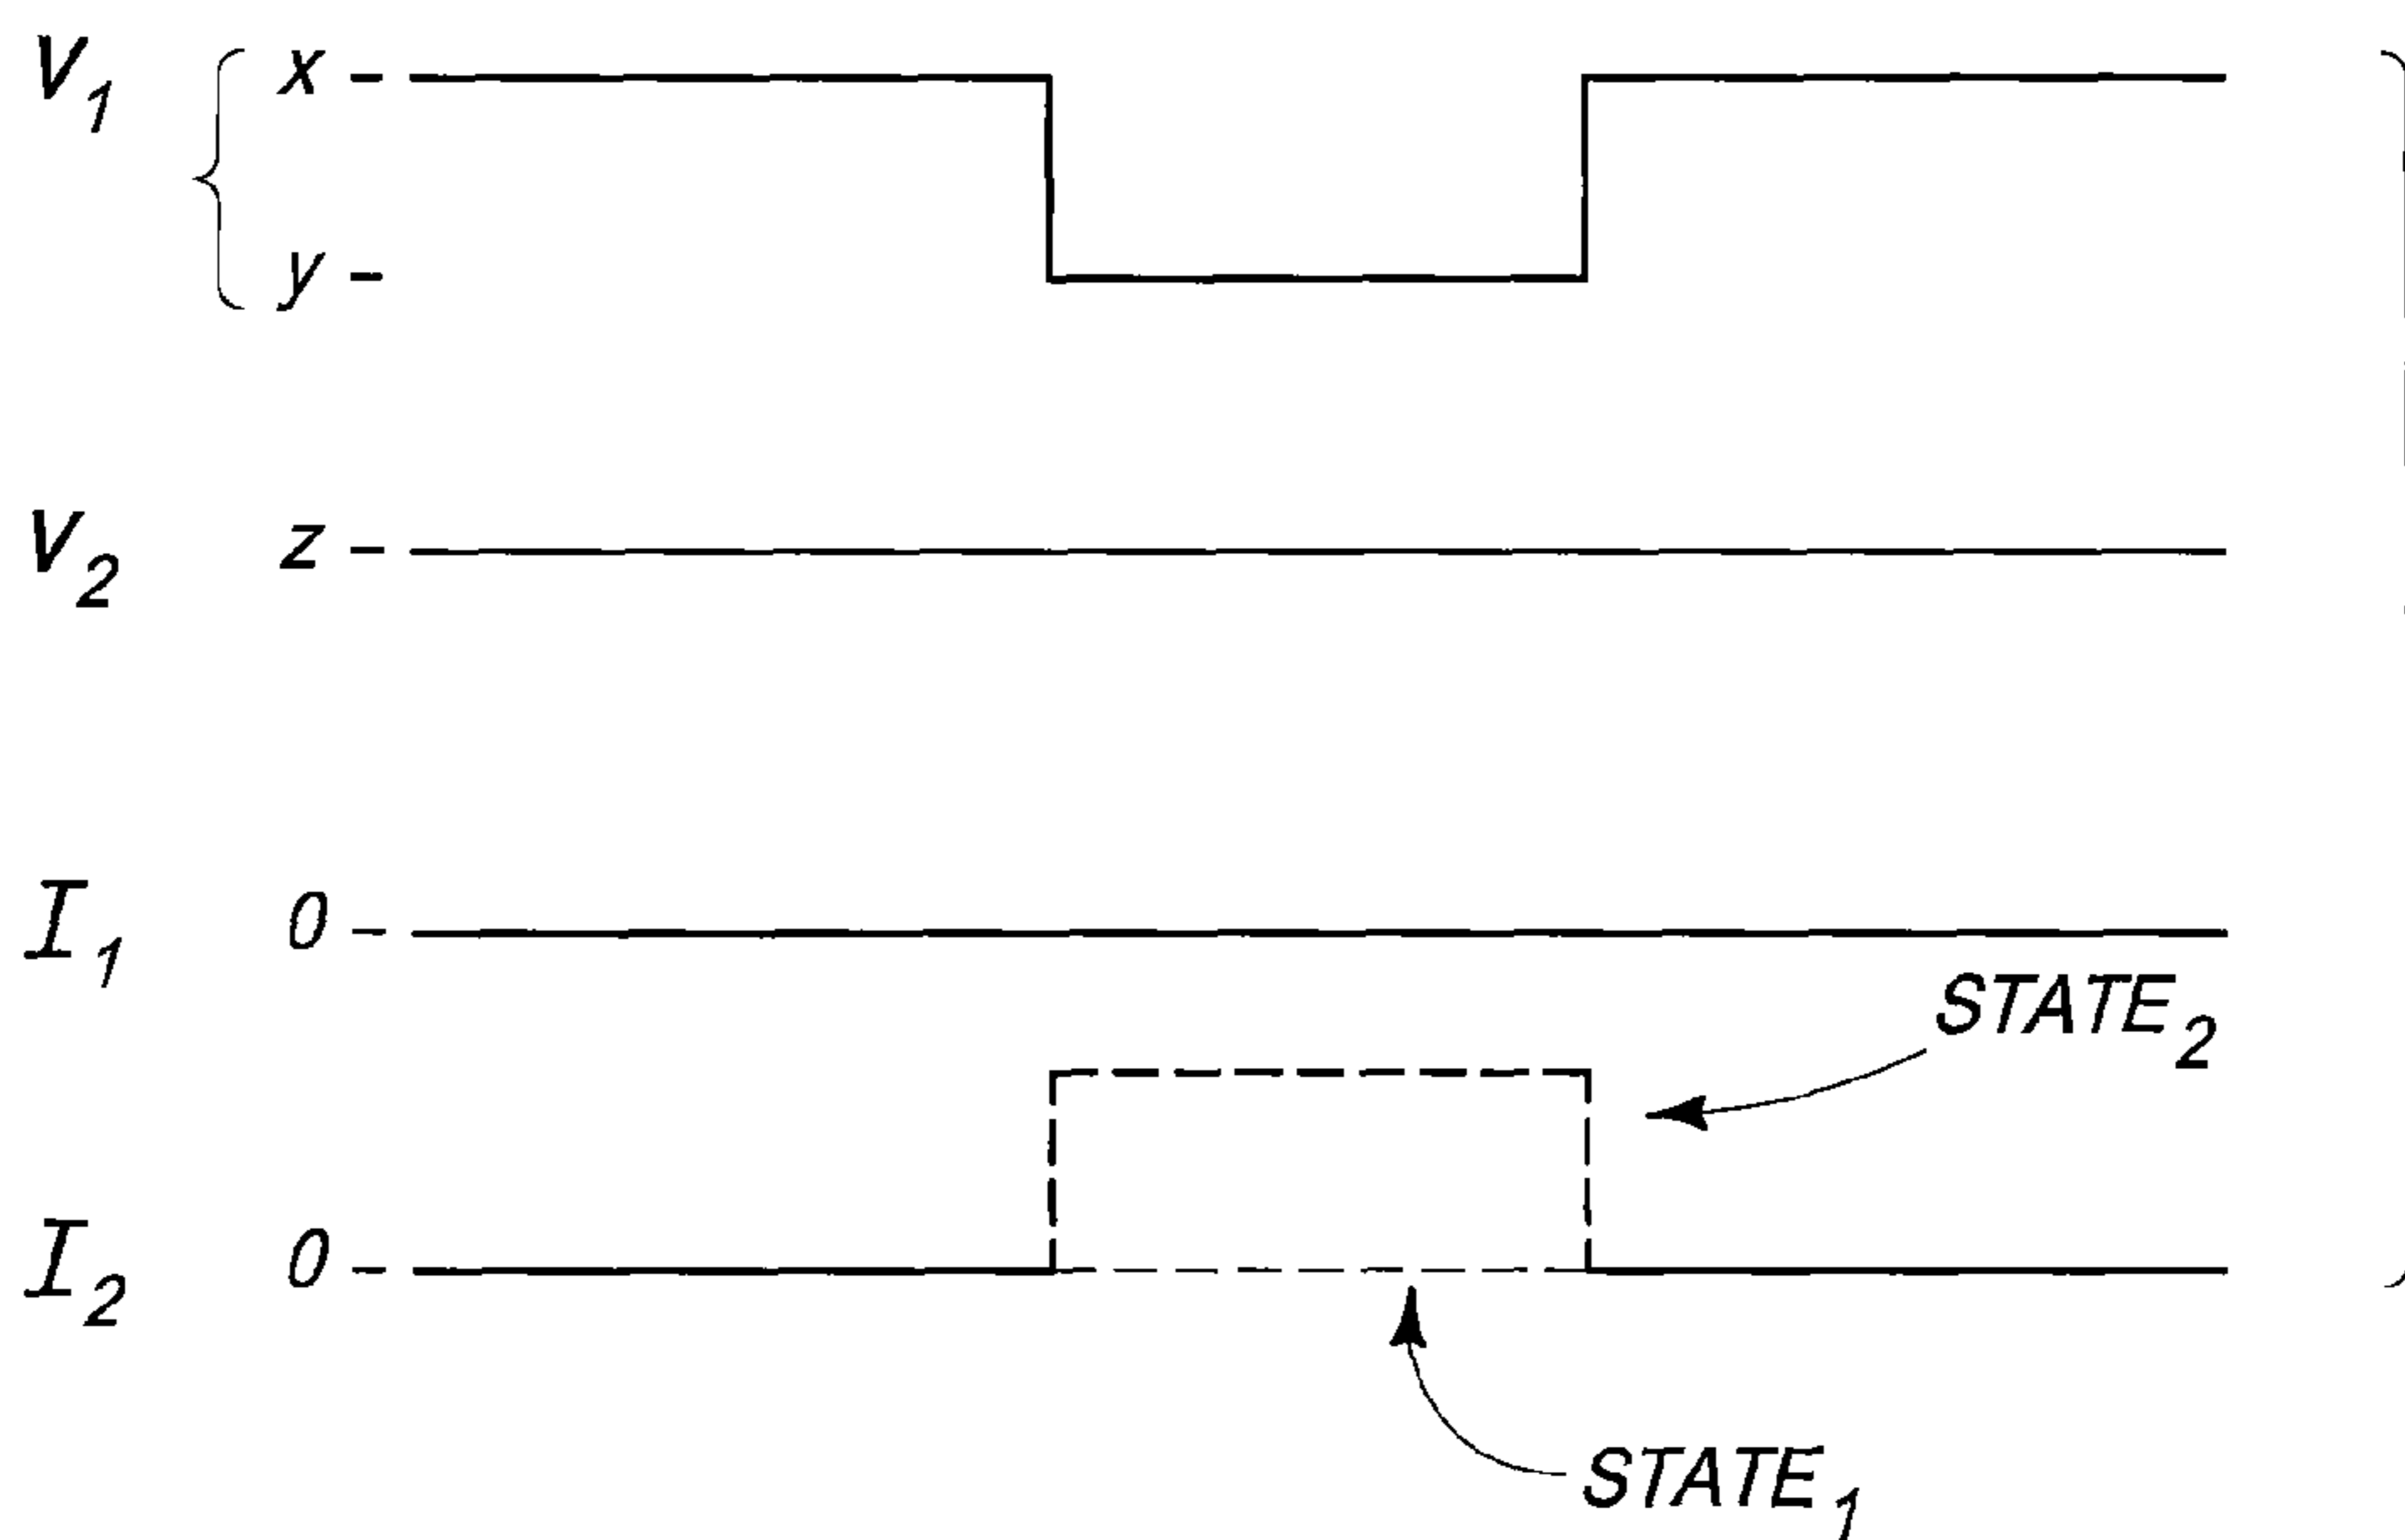 V1 { x -
y -
V2 z -
I1 0 -
STATE2
I2 0 -
STATE1